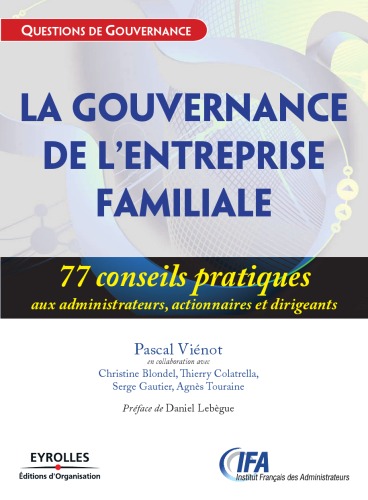 QUESTIONS DE GOUVERNANCE
LA GOUVERNANCE
DE L'ENTREPRISE
FAMILIALE
77 conseils pratiques
aux administrateurs, actionnaires et dirigeants
Pascal Viénot
en collaboration avec
Christine Blondel, Thierry Colatrella,
Serge Gautier, Agnès Touraine
Préface de Daniel Lebègue
EYROLLES
Éditions d'Organisation
IFA
Institut Français des Administrateurs